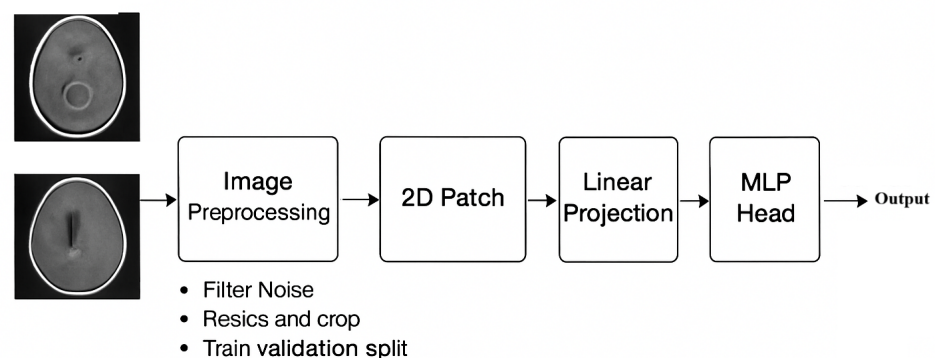 Image
Preprocessing
2D Patch
Linear
Projection
MLP
Head
Output
• Filter Noise
• Resics and crop
• Train validation split